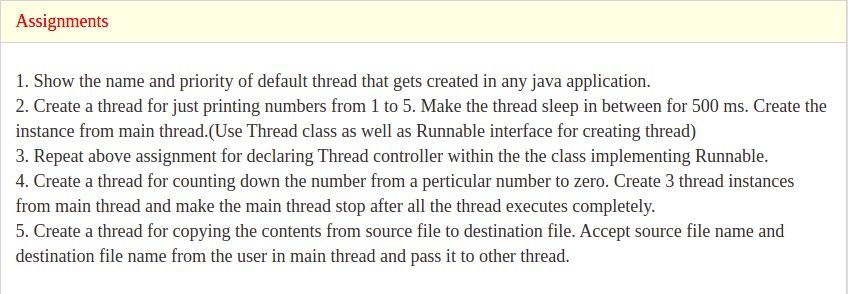 Assignments
1. Show the name and priority of default thread that gets created in any java application.
2. Create a thread for just printing numbers from 1 to 5. Make the thread sleep in between for 500 ms. Create the
instance from main thread.(Use Thread class as well as Runnable interface for creating thread)
3. Repeat above assignment for declaring Thread controller within the the class implementing Runnable.
4. Create a thread for counting down the number from a perticular number to zero. Create 3 thread instances
from main thread and make the main thread stop after all the thread executes completely.
5. Create a thread for copying the contents from source file to destination file. Accept source file name and
destination file name from the user in main thread and pass it to other thread.